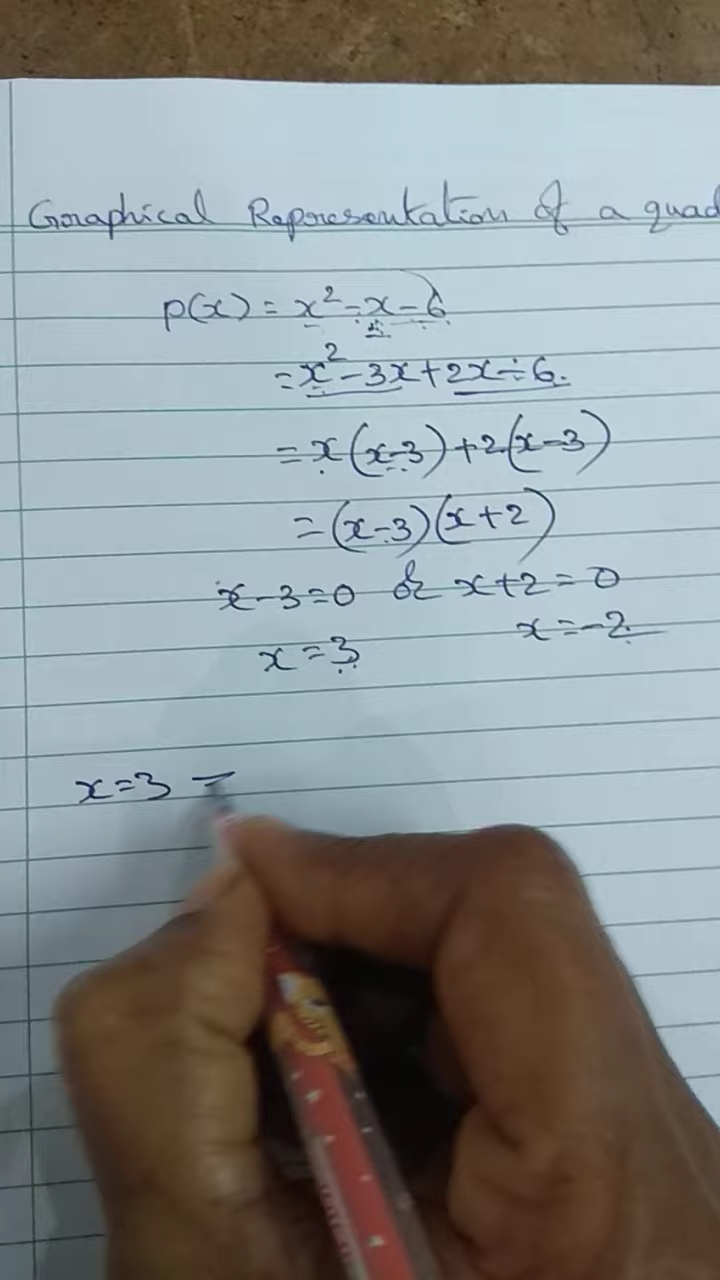 Graphical Representation of a quad
p(x) = x² - x - 6
= x² - 3x + 2x - 6.
= x(x-3) + 2(x-3)
= (x-3)(x+2)
x-3=0 or x+2=0
x=3 x=-2
x=3 =